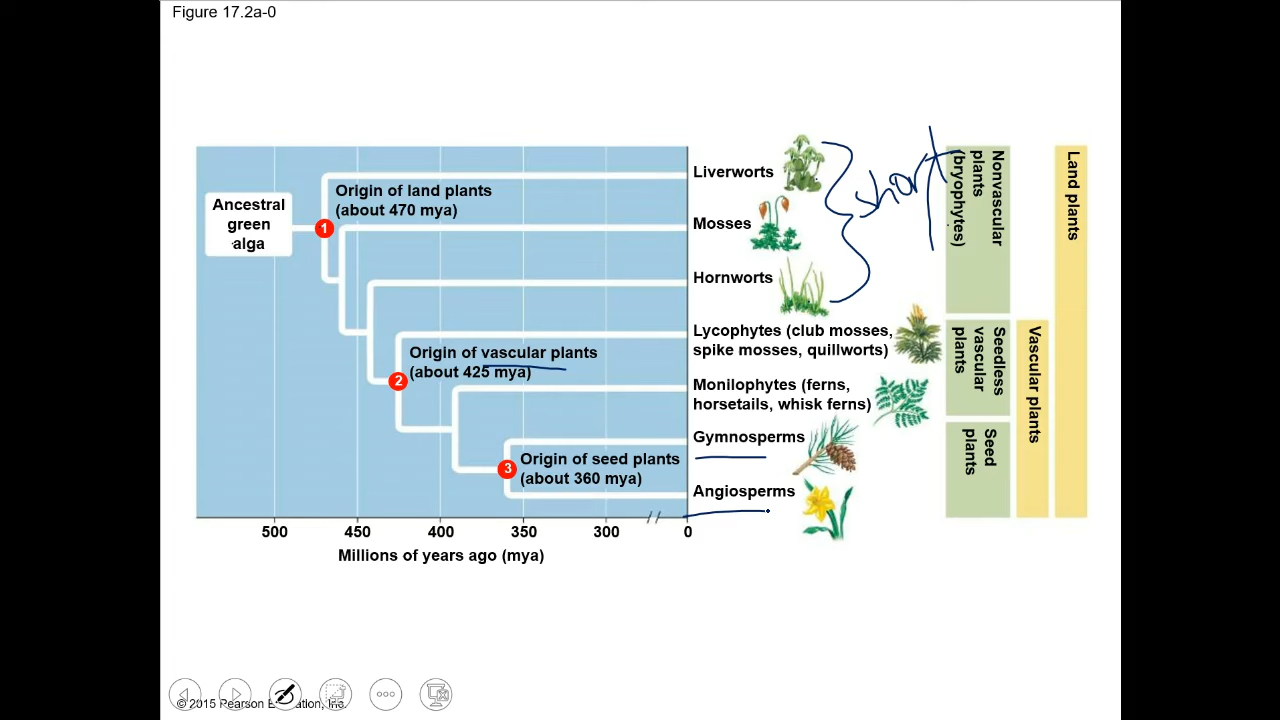 Figure 17.2a-0
Ancestral
green
alga
1
Origin of land plants
(about 470 mya)
2
Origin of vascular plants
(about 425 mya)
3
Origin of seed plants
(about 360 mya)
Liverworts
Mosses
Hornworts
Lycophytes (club mosses,
spike mosses, quillworts)
Monilophytes (ferns,
horsetails, whisk ferns)
Gymnosperms
Angiosperms
short
Nonvascular
plants
(bryophytes)
Seedless
vascular
plants
Seed
plants
Vascular plants
Land plants
500 450 400 350 300 0
Millions of years ago (mya)
© 2015 Pearson Inc.